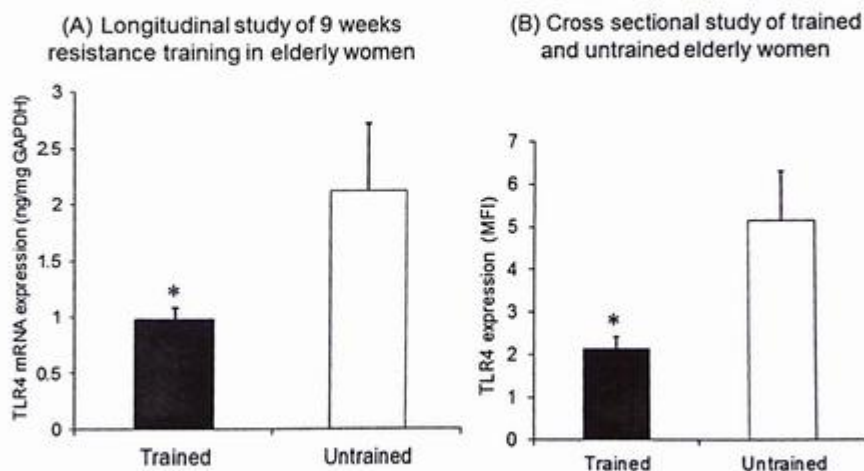 (A) Longitudinal study of 9 weeks
resistance training in elderly women
TLR4 mRNA expression (ng/mg GAPDH)
3
2.5
2
1.5
1
0.5
0
*
Trained
Untrained
(B) Cross sectional study of trained
and untrained elderly women
TLR4 expression (MFI)
7
6
5
4
3
2
1
0
*
Trained
Untrained